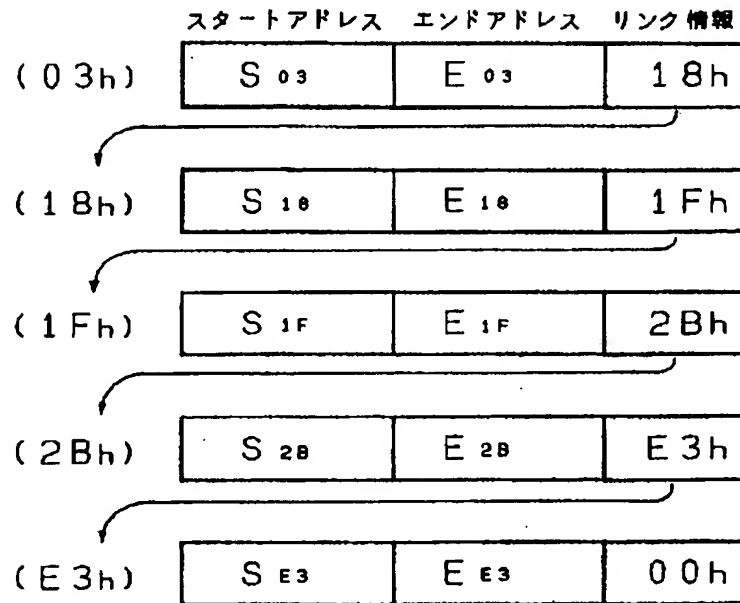 スタートアドレス エンドアドレス リンク情報
(03h) S03 E03 18h
(18h) S18 E18 1Fh
(1Fh) S1F E1F 2Bh
(2Bh) S2B E2B E3h
(E3h) SE3 EE3 00h